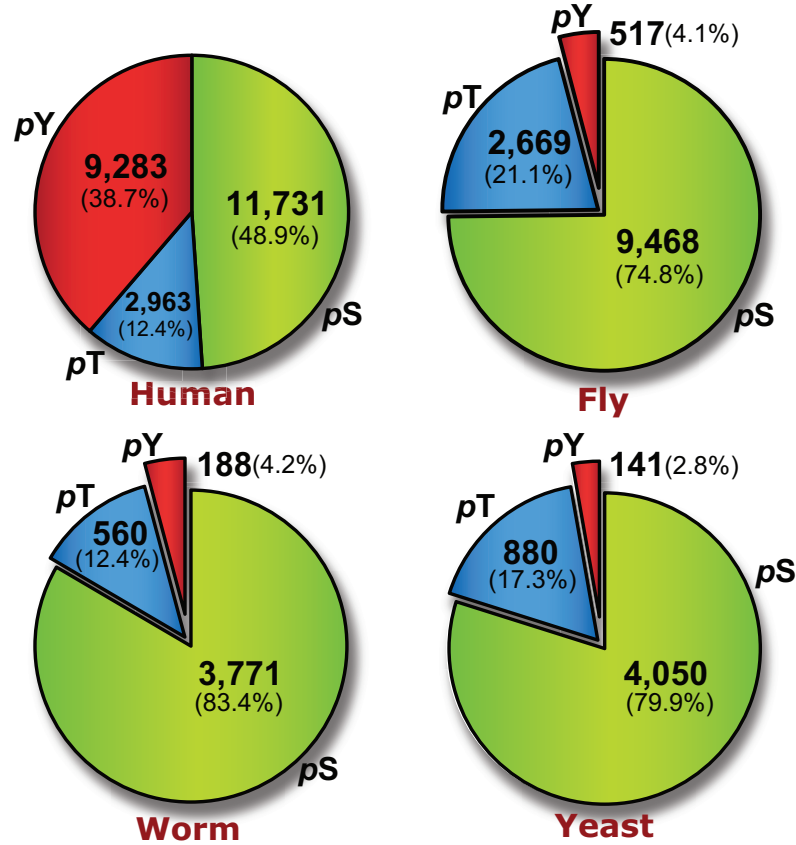 pY
9,283
(38.7%)
11,731
(48.9%)
2,963
(12.4%)
pT
pS
Human
517(4.1%)
pY
pT
2,669
(21.1%)
9,468
(74.8%)
pS
Fly
pY
188(4.2%)
pT
560
(12.4%)
3,771
(83.4%)
pS
Worm
pY
141(2.8%)
pT
880
(17.3%)
pS
4,050
(79.9%)
Yeast